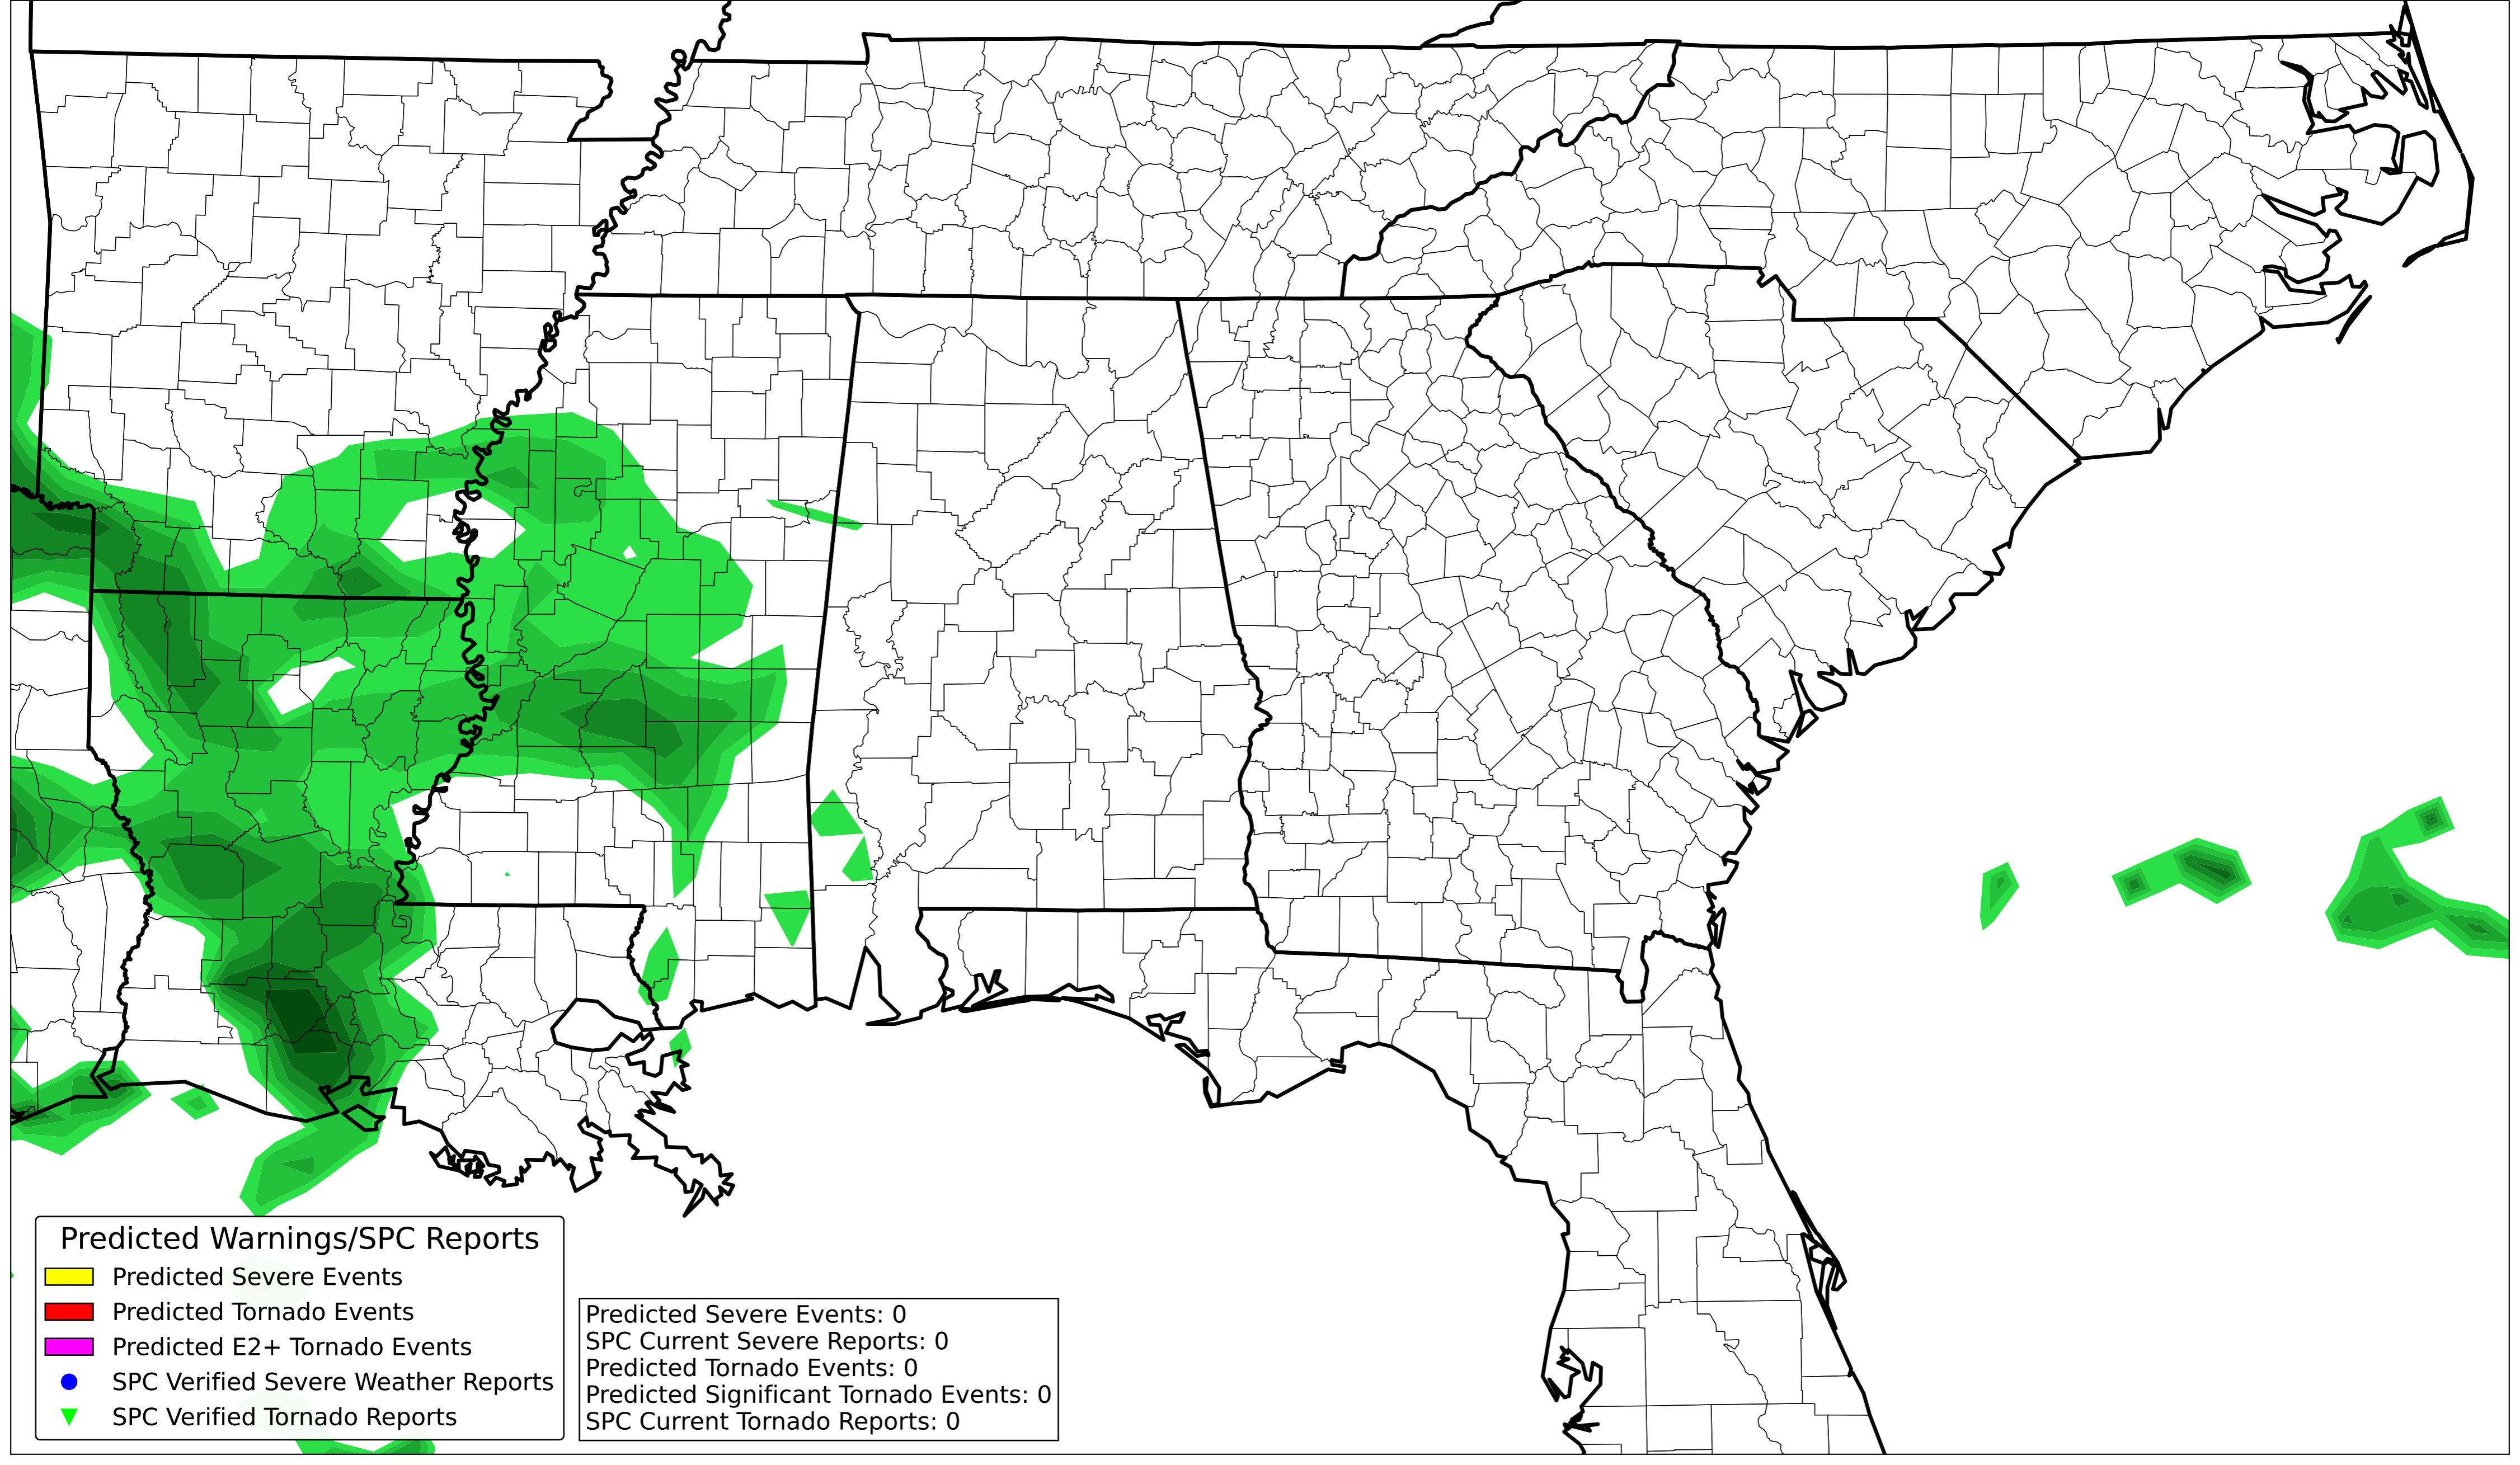 Predicted Warnings/SPC Reports
Predicted Severe Events
Predicted Tornado Events
Predicted E2+ Tornado Events
SPC Verified Severe Weather Reports
SPC Verified Tornado Reports
Predicted Severe Events: 0
SPC Current Severe Reports: 0
Predicted Tornado Events: 0
Predicted Significant Tornado Events: 0
SPC Current Tornado Reports: 0